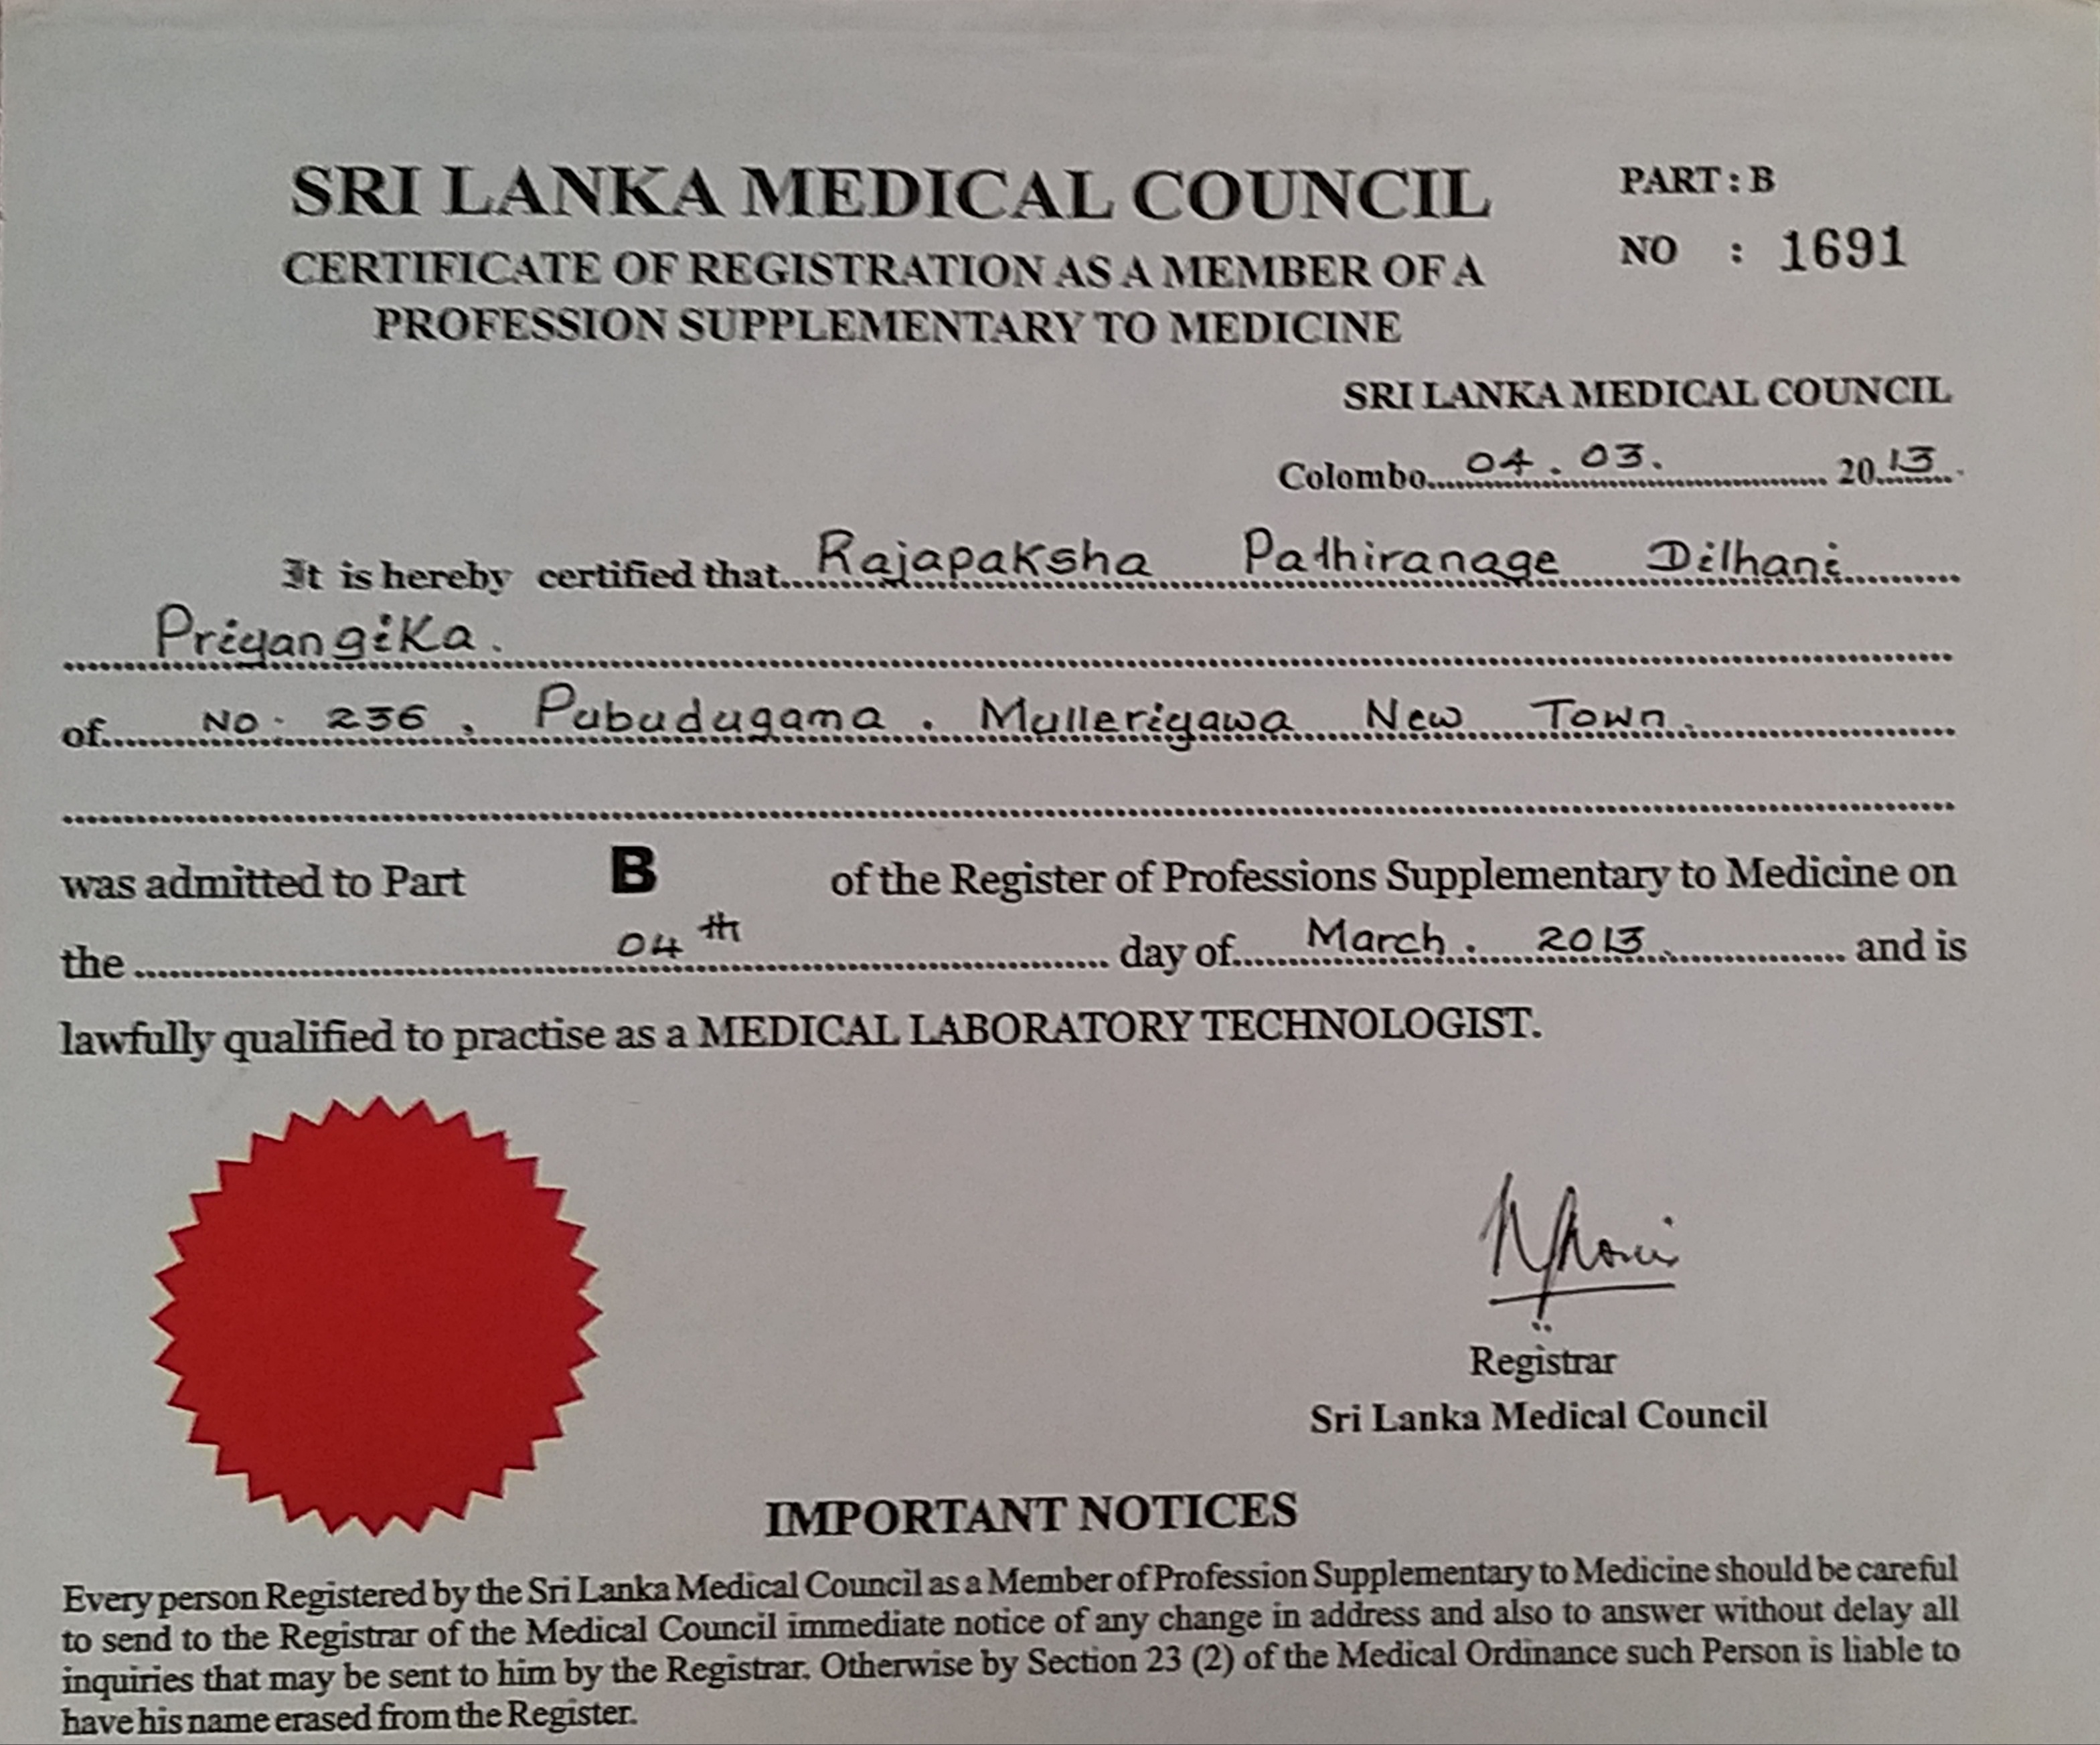 SRI LANKA MEDICAL COUNCIL
PART : B
CERTIFICATE OF REGISTRATION AS A MEMBER OF A
NO : 1691
PROFESSION SUPPLEMENTARY TO MEDICINE
SRI LANKA MEDICAL COUNCIL
Colombo 04 . 03. 20 13
It is hereby certified that Rajapaksha Pathiranage Dilhani
Priyangika.
of No. 236, Pubudugama. Mulleriyawa New Town.
was admitted to Part B of the Register of Professions Supplementary to Medicine on
the 04th day of March. 2013. and is
lawfully qualified to practise as a MEDICAL LABORATORY TECHNOLOGIST.
Registrar
Sri Lanka Medical Council
IMPORTANT NOTICES
Every person Registered by the Sri Lanka Medical Council as a Member of Profession Supplementary to Medicine should be careful
to send to the Registrar of the Medical Council immediate notice of any change in address and also to answer without delay all
inquiries that may be sent to him by the Registrar. Otherwise by Section 23 (2) of the Medical Ordinance such Person is liable to
have his name erased from the Register.